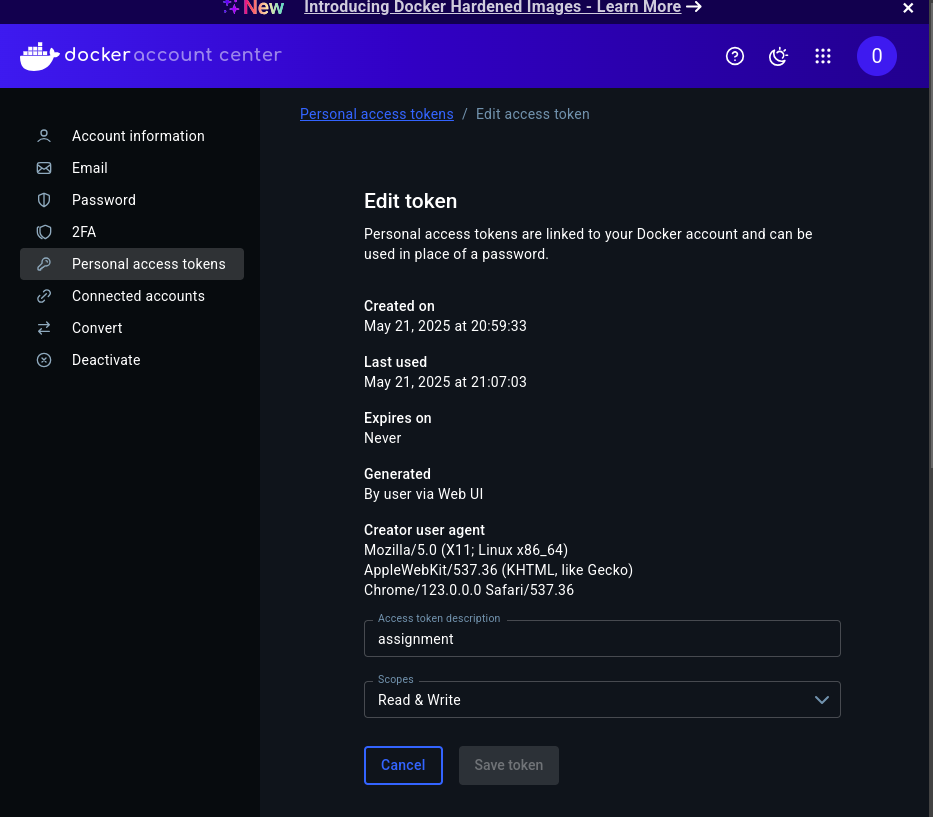 New Introducing Docker Hardened Images - Learn More →
docker account center
O
Personal access tokens / Edit access token
Account information
Email
Password
2FA
Personal access tokens
Connected accounts
Convert
Deactivate
Edit token
Personal access tokens are linked to your Docker account and can be
used in place of a password.
Created on
May 21, 2025 at 20:59:33
Last used
May 21, 2025 at 21:07:03
Expires on
Never
Generated
By user via Web UI
Creator user agent
Mozilla/5.0 (X11; Linux x86_64)
AppleWebKit/537.36 (KHTML, like Gecko)
Chrome/123.0.0.0 Safari/537.36
Access token description
assignment
Scopes
Read & Write
Cancel Save token